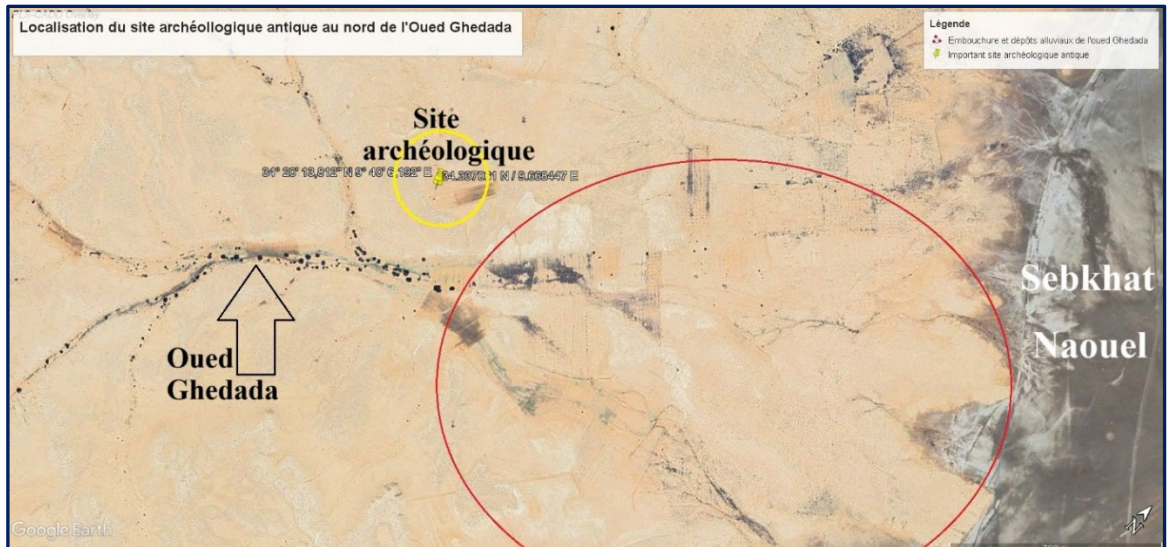 Localisation du site archéollogique antique au nord de l'Oued Ghedada
Légende
Embouchure et dépôts alluviaux de l'oued Ghedada
Important site archéologique antique
Site
archéologique
Sebkhat
Naouel
Oued
Ghedada
Google Earth